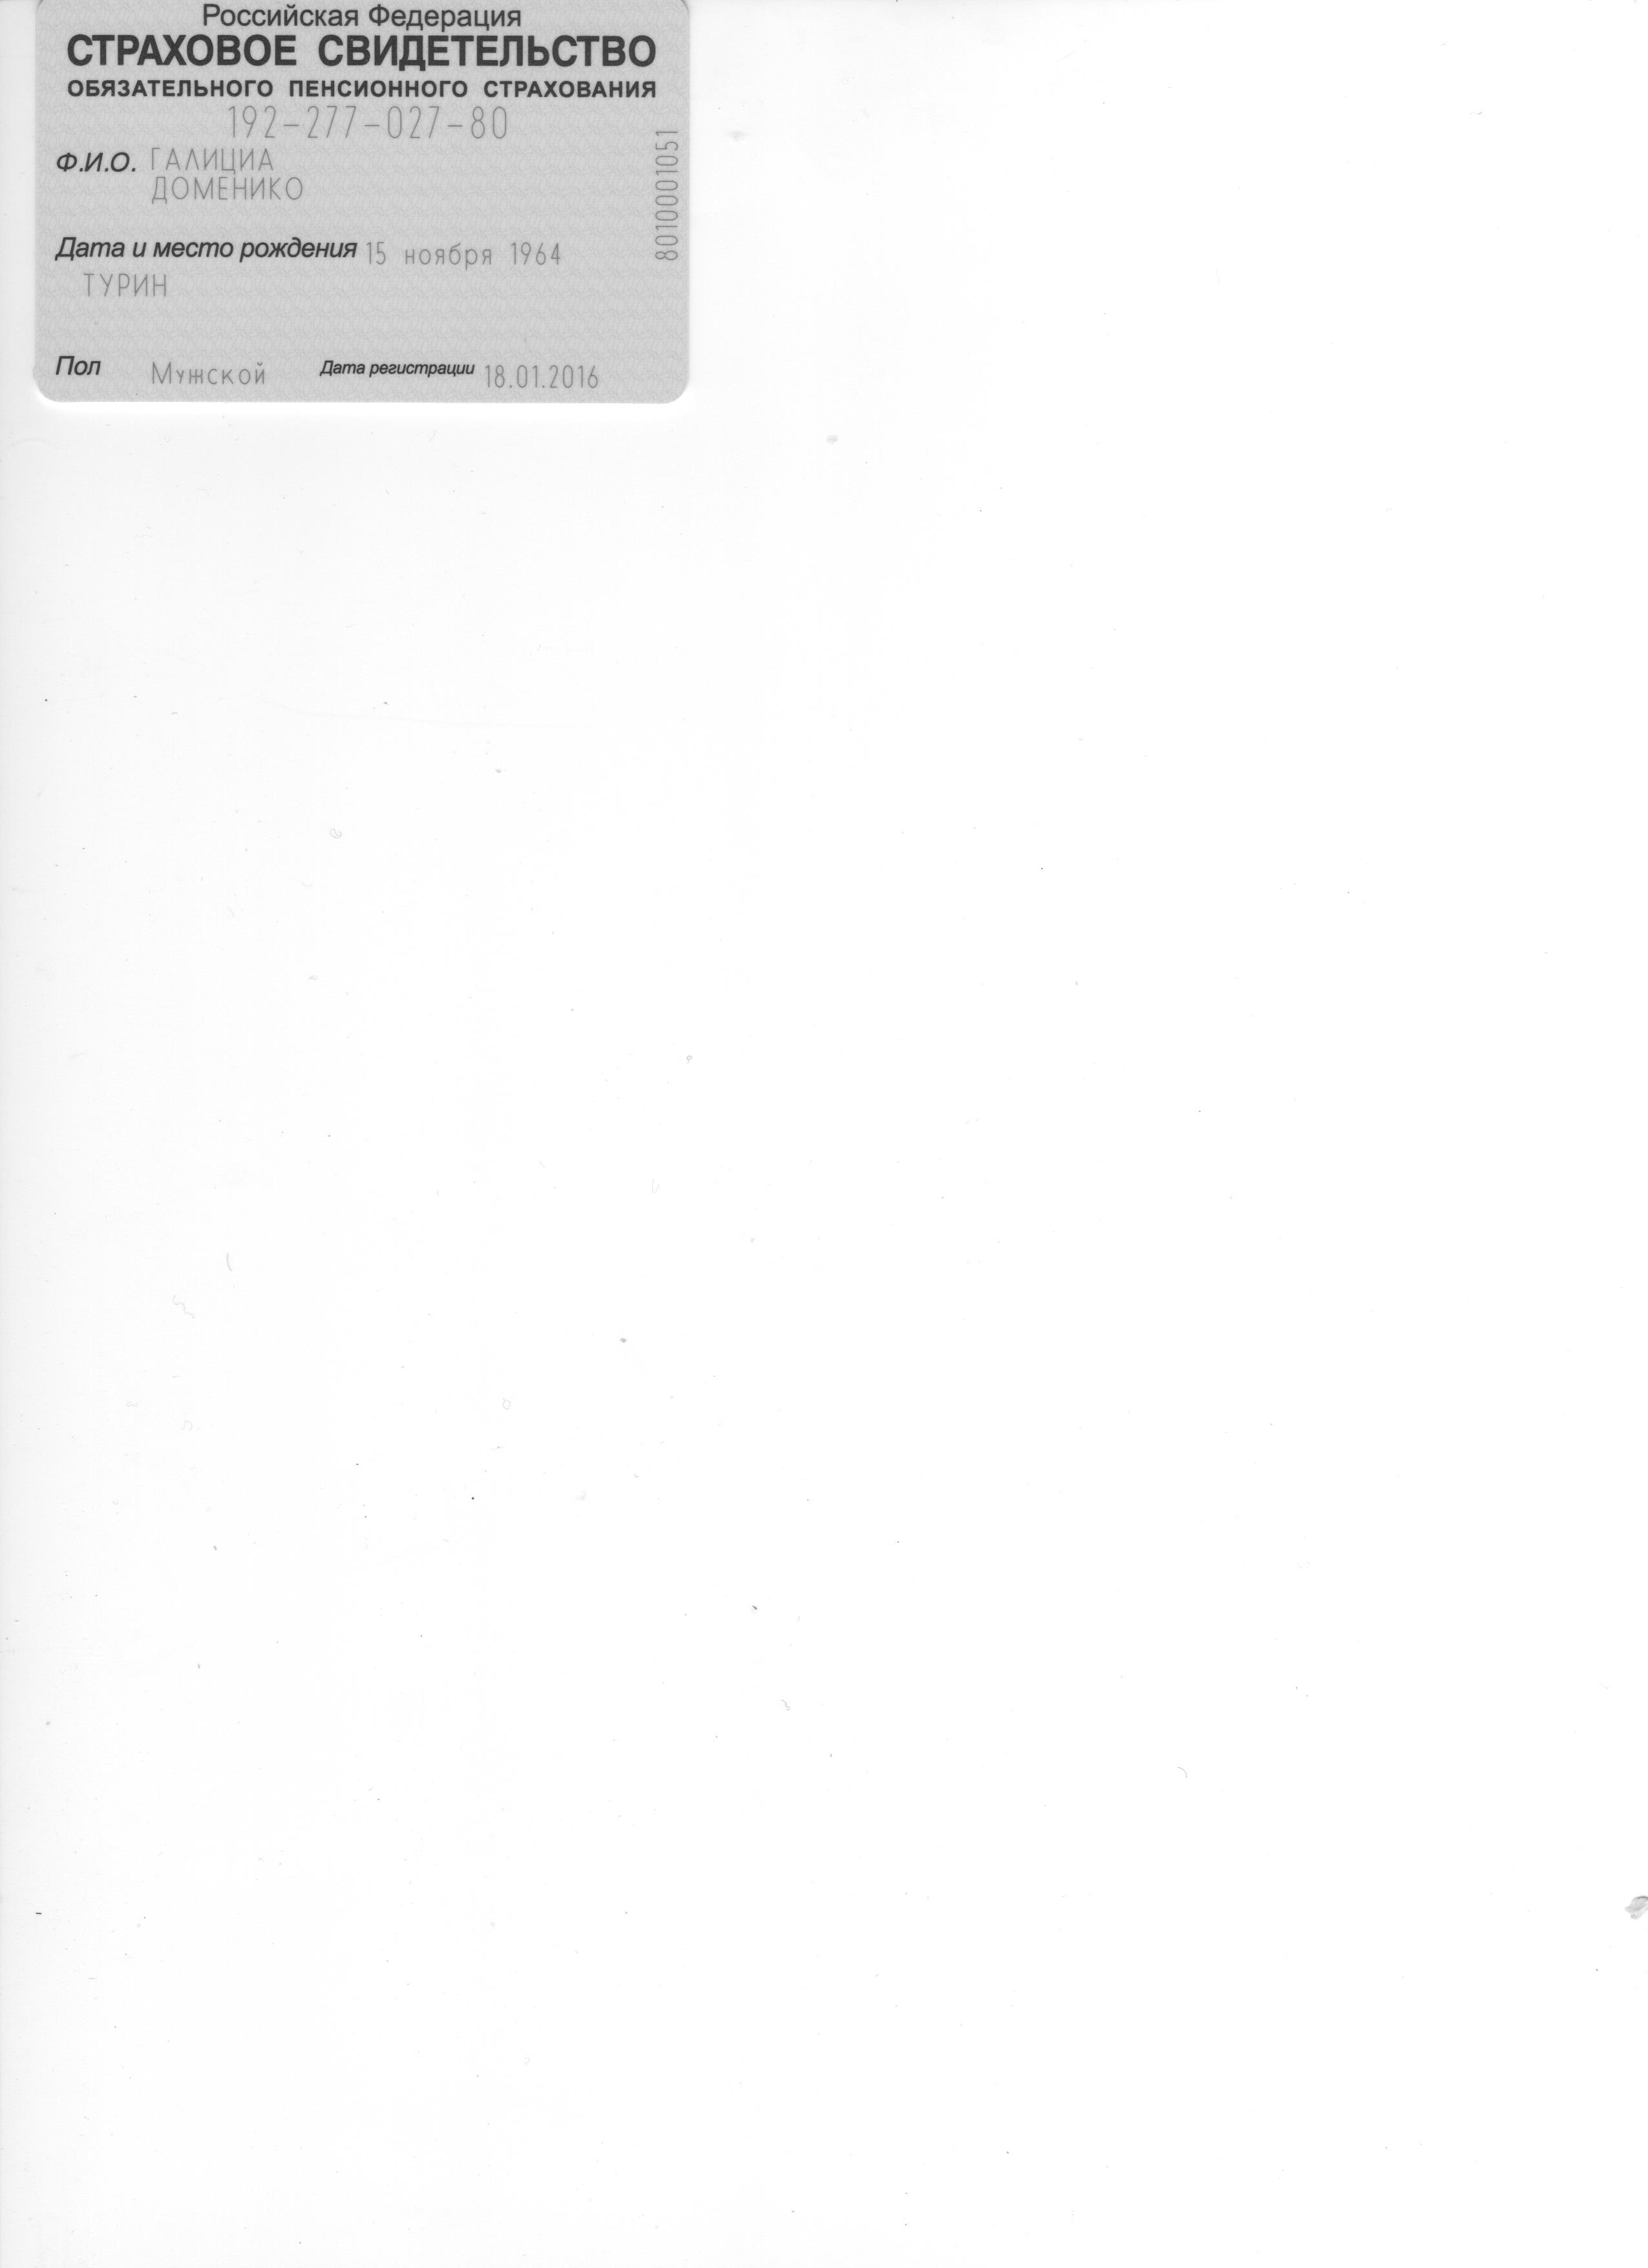 Российская Федерация
СТРАХОВОЕ СВИДЕТЕЛЬСТВО
ОБЯЗАТЕЛЬНОГО ПЕНСИОННОГО СТРАХОВАНИЯ
192-277-027-80
Ф.И.О. ГАЛИЦИА
ДОМЕНИКО
Дата и место рождения 15 ноября 1964
ТУРИН
Пол Мужской Дата регистрации 18.01.2016
8010001051